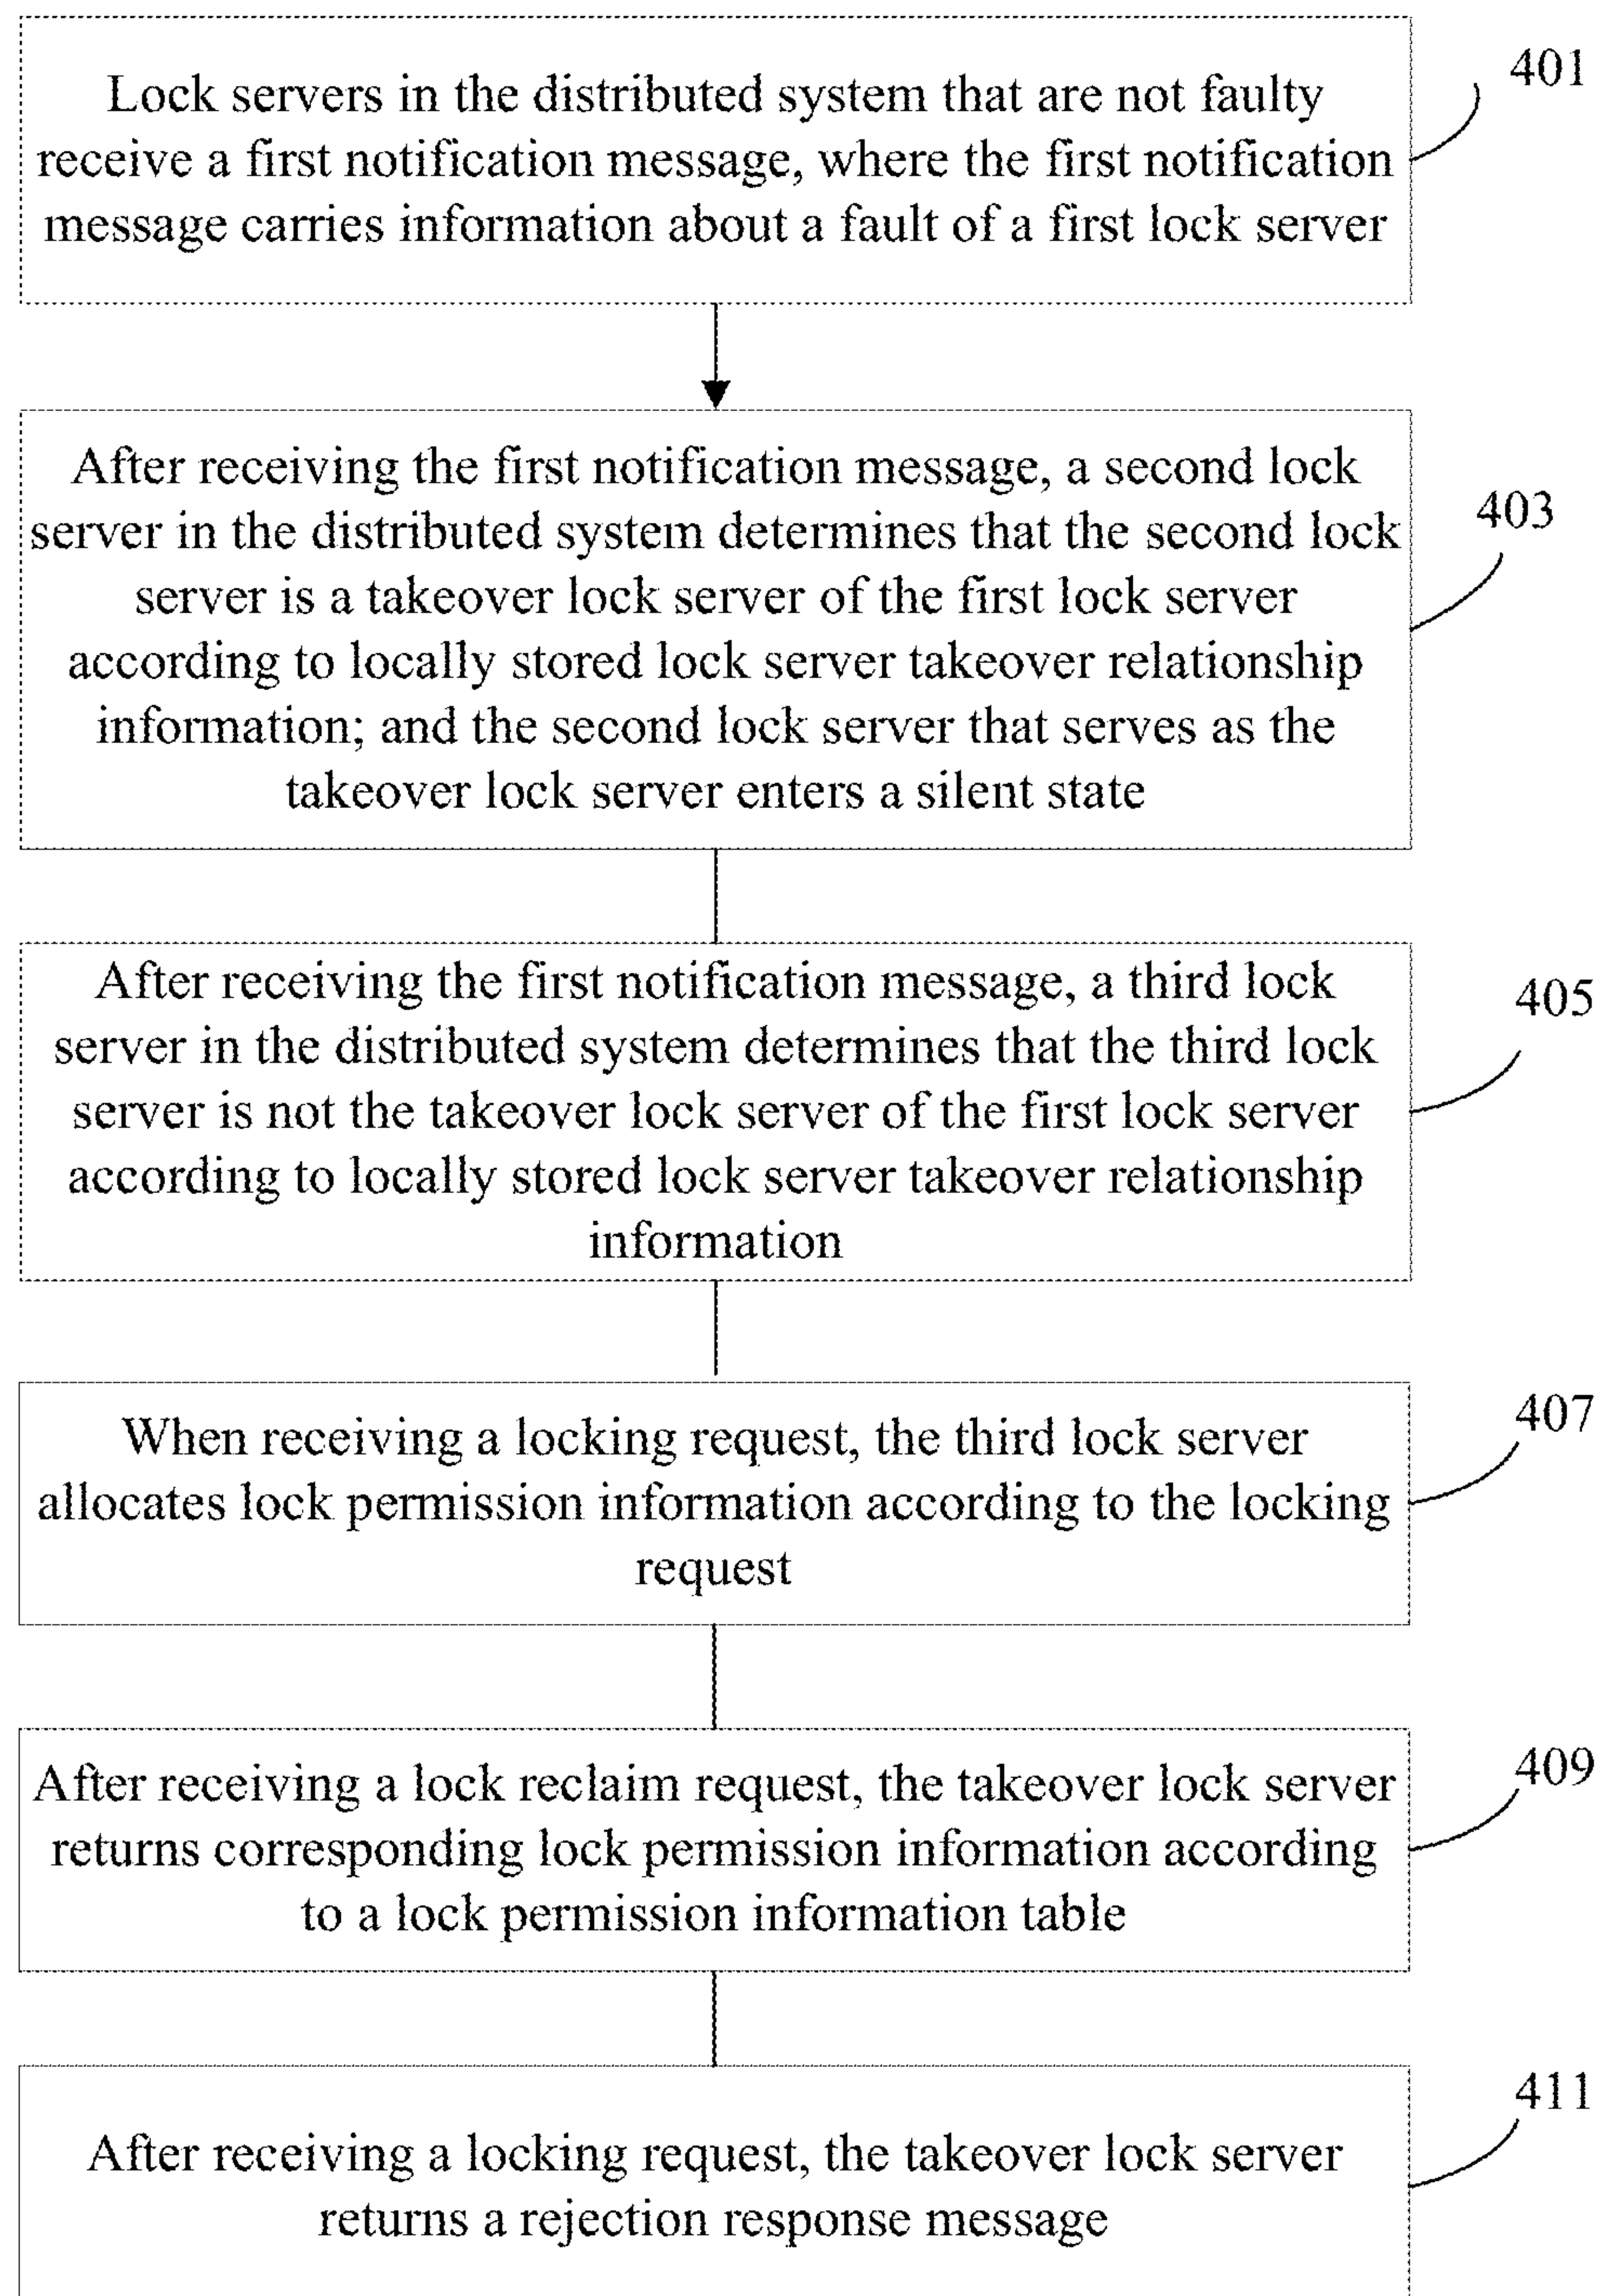 Lock servers in the distributed system that are not faulty
receive a first notification message, where the first notification
message carries information about a fault of a first lock server
401
After receiving the first notification message, a second lock
server in the distributed system determines that the second lock
server is a takeover lock server of the first lock server
according to locally stored lock server takeover relationship
information; and the second lock server that serves as the
takeover lock server enters a silent state
403
After receiving the first notification message, a third lock
server in the distributed system determines that the third lock
server is not the takeover lock server of the first lock server
according to locally stored lock server takeover relationship
information
405
When receiving a locking request, the third lock server
allocates lock permission information according to the locking
request
407
After receiving a lock reclaim request, the takeover lock server
returns corresponding lock permission information according
to a lock permission information table
409
After receiving a locking request, the takeover lock server
returns a rejection response message
411